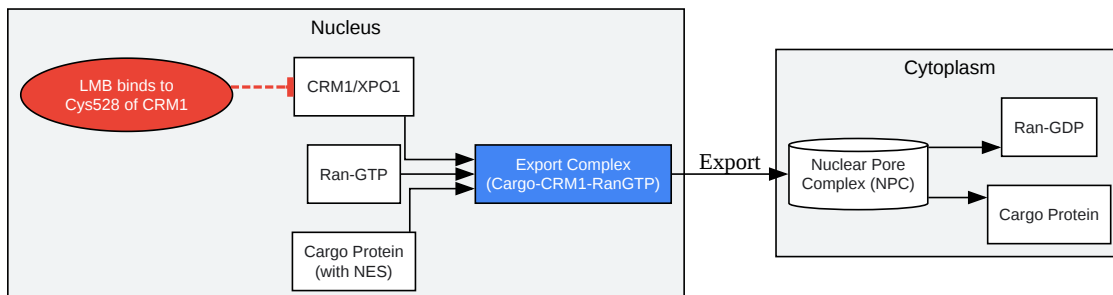 Nucleus
LMB binds to
Cys528 of CRM1
CRM1/XPO1
Ran-GTP
Cargo Protein
(with NES)
Export Complex
(Cargo-CRM1-RanGTP)
Export
Cytoplasm
Nuclear Pore
Complex (NPC)
Ran-GDP
Cargo Protein